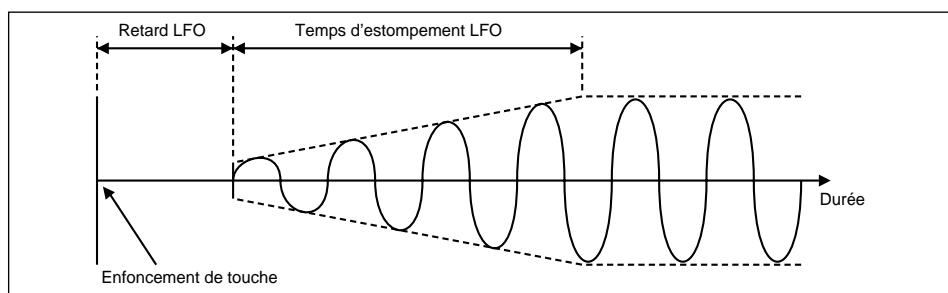 Retard LFO
Temps d'estompement LFO
Durée
Enfoncement de touche